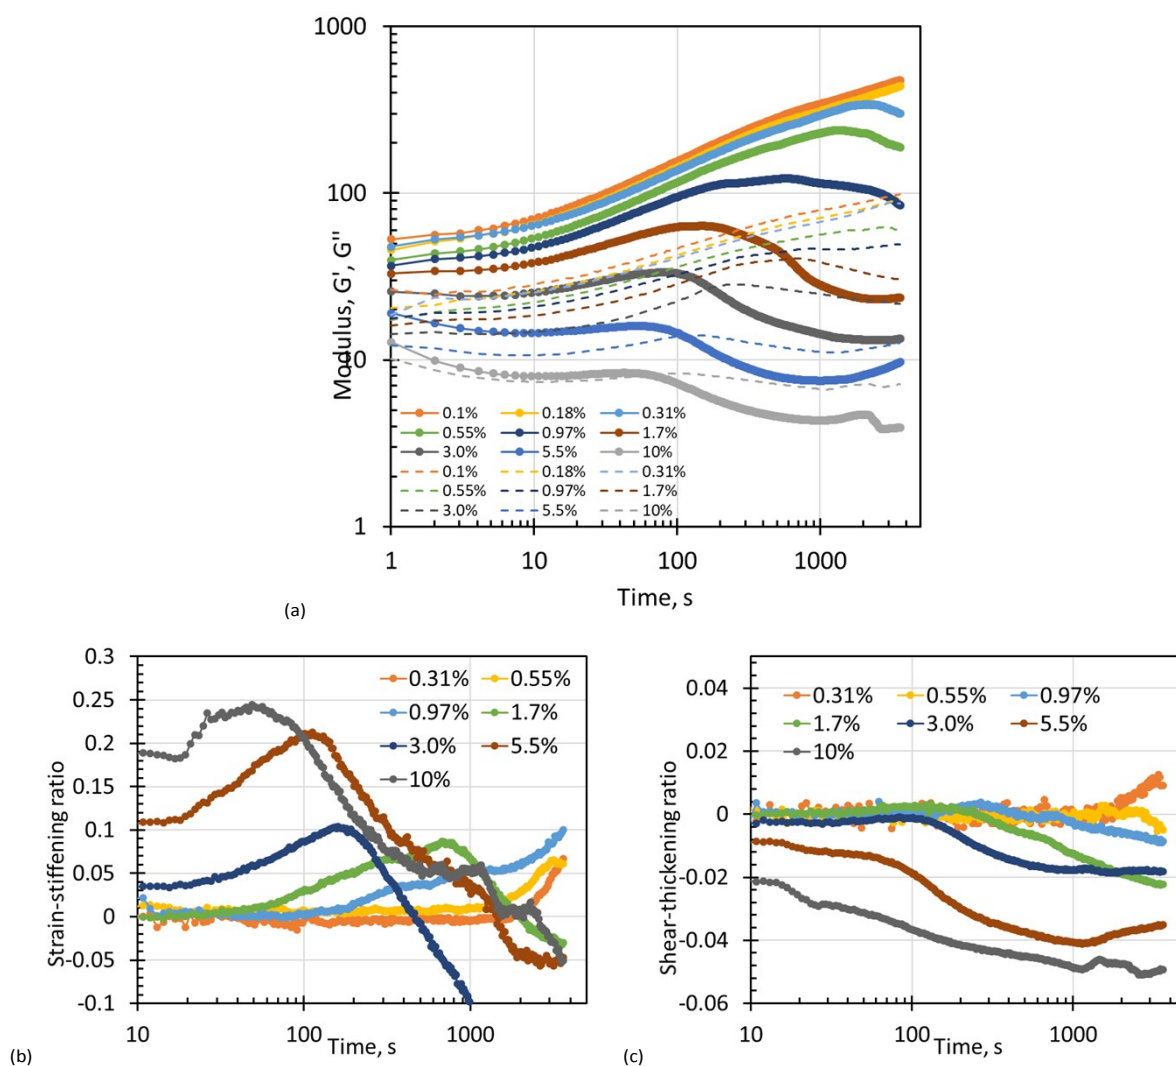 1000
100
10
1
Modulus, G', G"
0.1% 0.18% 0.31%
0.55% 0.97% 1.7%
3.0% 5.5% 10%
0.1% 0.18% 0.31%
0.55% 0.97% 1.7%
3.0% 5.5% 10%
1 10 100 1000
Time, s
(a)
0.3
0.25
0.2
0.15
0.1
0.05
0
-0.05
-0.1
Strain-stiffening ratio
0.31% 0.55%
0.97% 1.7%
3.0% 5.5%
10%
10 100 1000
Time, s
(b)
0.04
0.02
0
-0.02
-0.04
-0.06
Shear-thickening ratio
0.31% 0.55% 0.97%
1.7% 3.0% 5.5%
10%
10 100 1000
Time, s
(c)